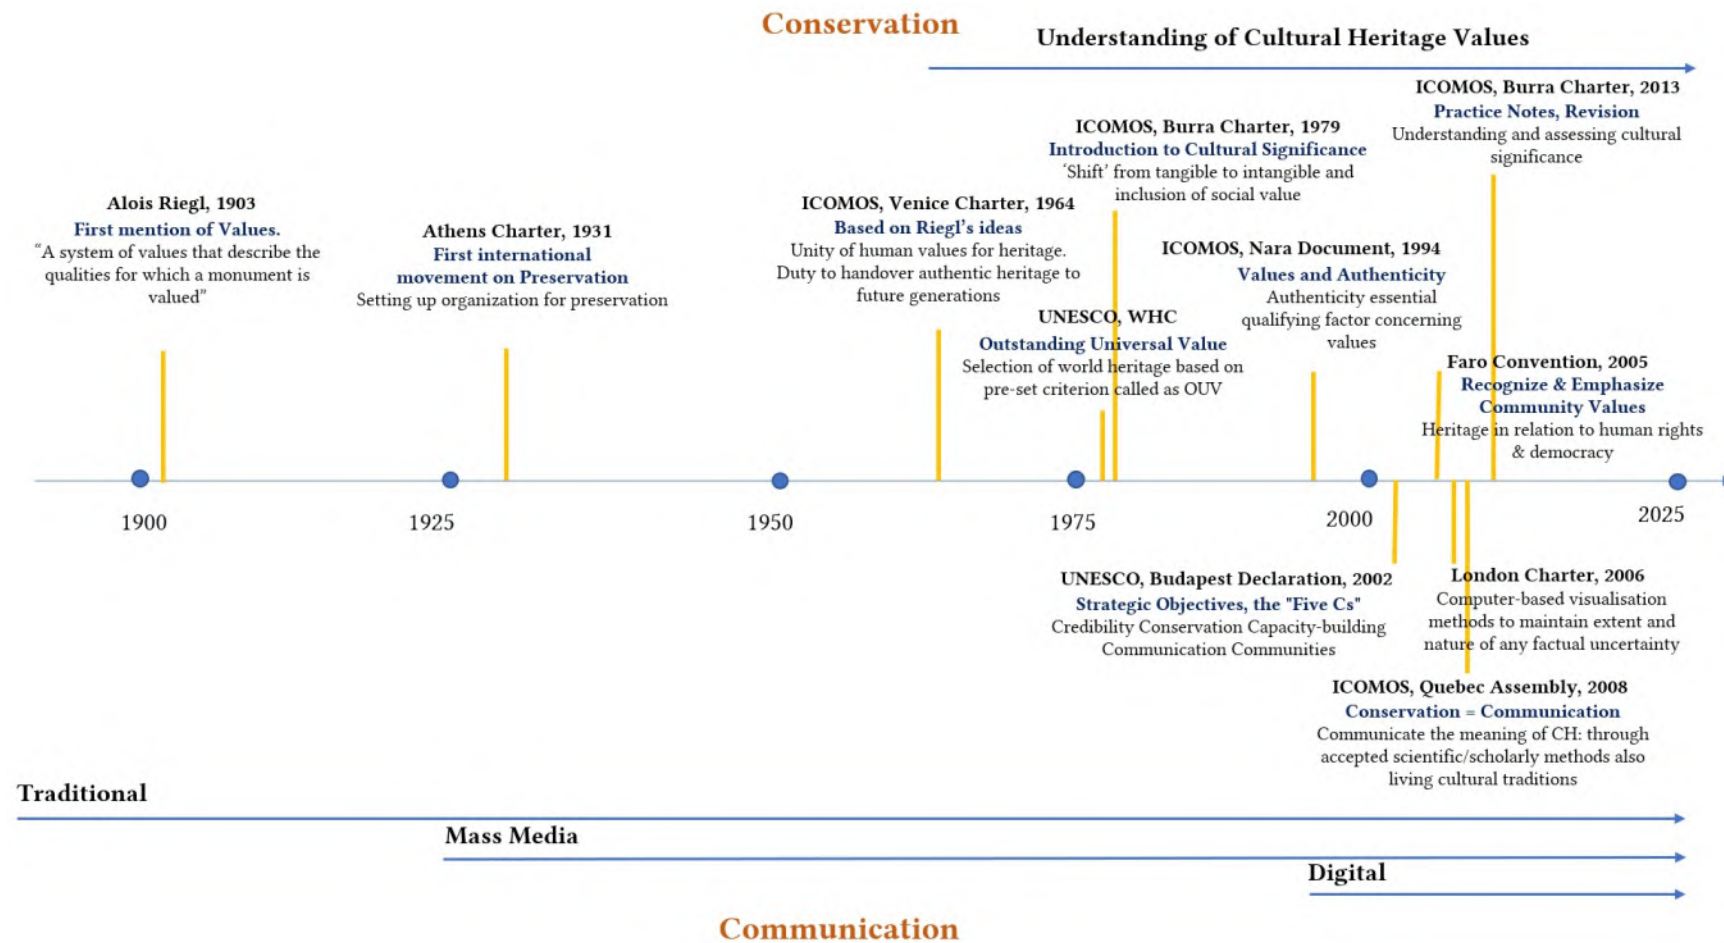 Conservation
Understanding of Cultural Heritage Values
ICOMOS, Burra Charter, 2013
Practice Notes, Revision
Understanding and assessing cultural
significance
ICOMOS, Burra Charter, 1979
Introduction to Cultural Significance
‘Shift’ from tangible to intangible and
inclusion of social value
Alois Riegl, 1903
First mention of Values.
“A system of values that describe the
qualities for which a monument is
valued”
Athens Charter, 1931
First international
movement on Preservation
Setting up organization for preservation
ICOMOS, Venice Charter, 1964
Based on Riegl’s ideas
Unity of human values for heritage.
Duty to handover authentic heritage to
future generations
UNESCO, WHC
Outstanding Universal Value
Selection of world heritage based on
pre-set criterion called as OUV
ICOMOS, Nara Document, 1994
Values and Authenticity
Authenticity essential
qualifying factor concerning
values
Faro Convention, 2005
Recognize & Emphasize
Community Values
Heritage in relation to human rights
& democracy
1900
1925
1950
1975
2000
2025
UNESCO, Budapest Declaration, 2002
Strategic Objectives, the "Five Cs"
Credibility Conservation Capacity-building
Communication Communities
London Charter, 2006
Computer-based visualisation
methods to maintain extent and
nature of any factual uncertainty
ICOMOS, Quebec Assembly, 2008
Conservation = Communication
Communicate the meaning of CH: through
accepted scientific/scholarly methods also
living cultural traditions
Traditional
Mass Media
Digital
Communication